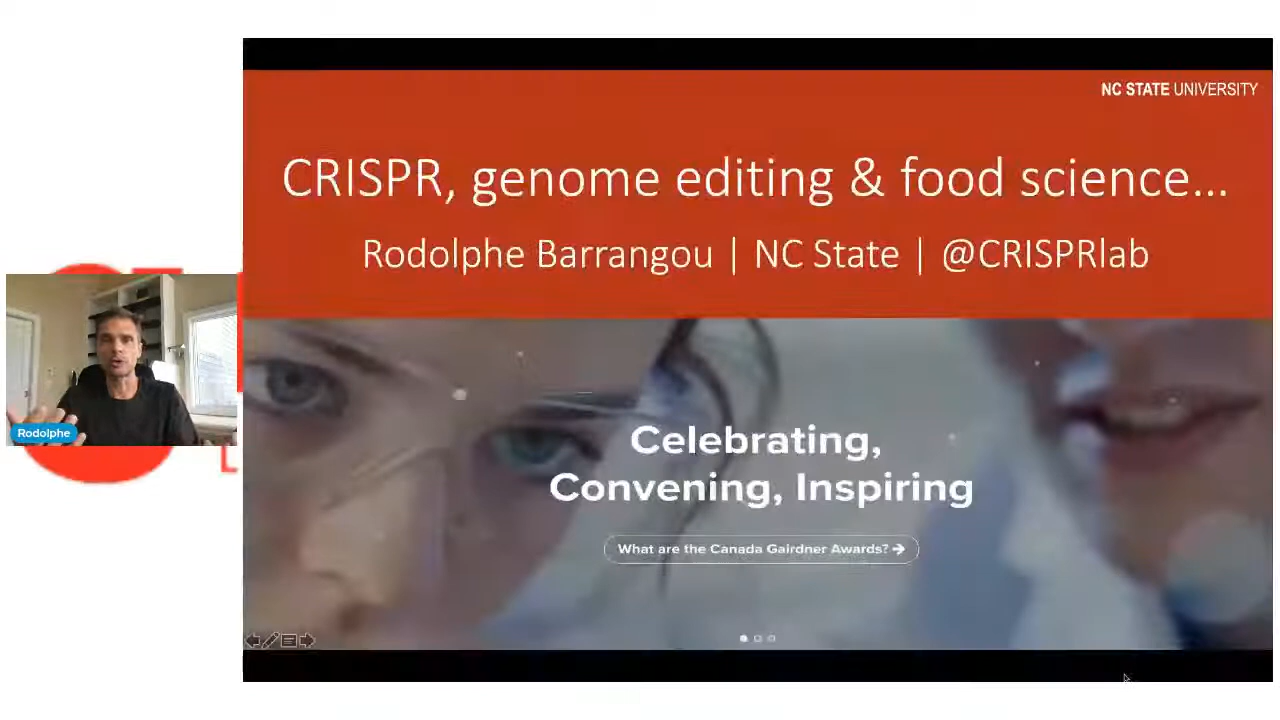 NC STATE UNIVERSITY
CRISPR, genome editing & food science...
Rodolphe Barrangou | NC State | @CRISPRlab
Rodolphe
Celebrating,
Convening, Inspiring
What are the Canada Gairdner Awards? →